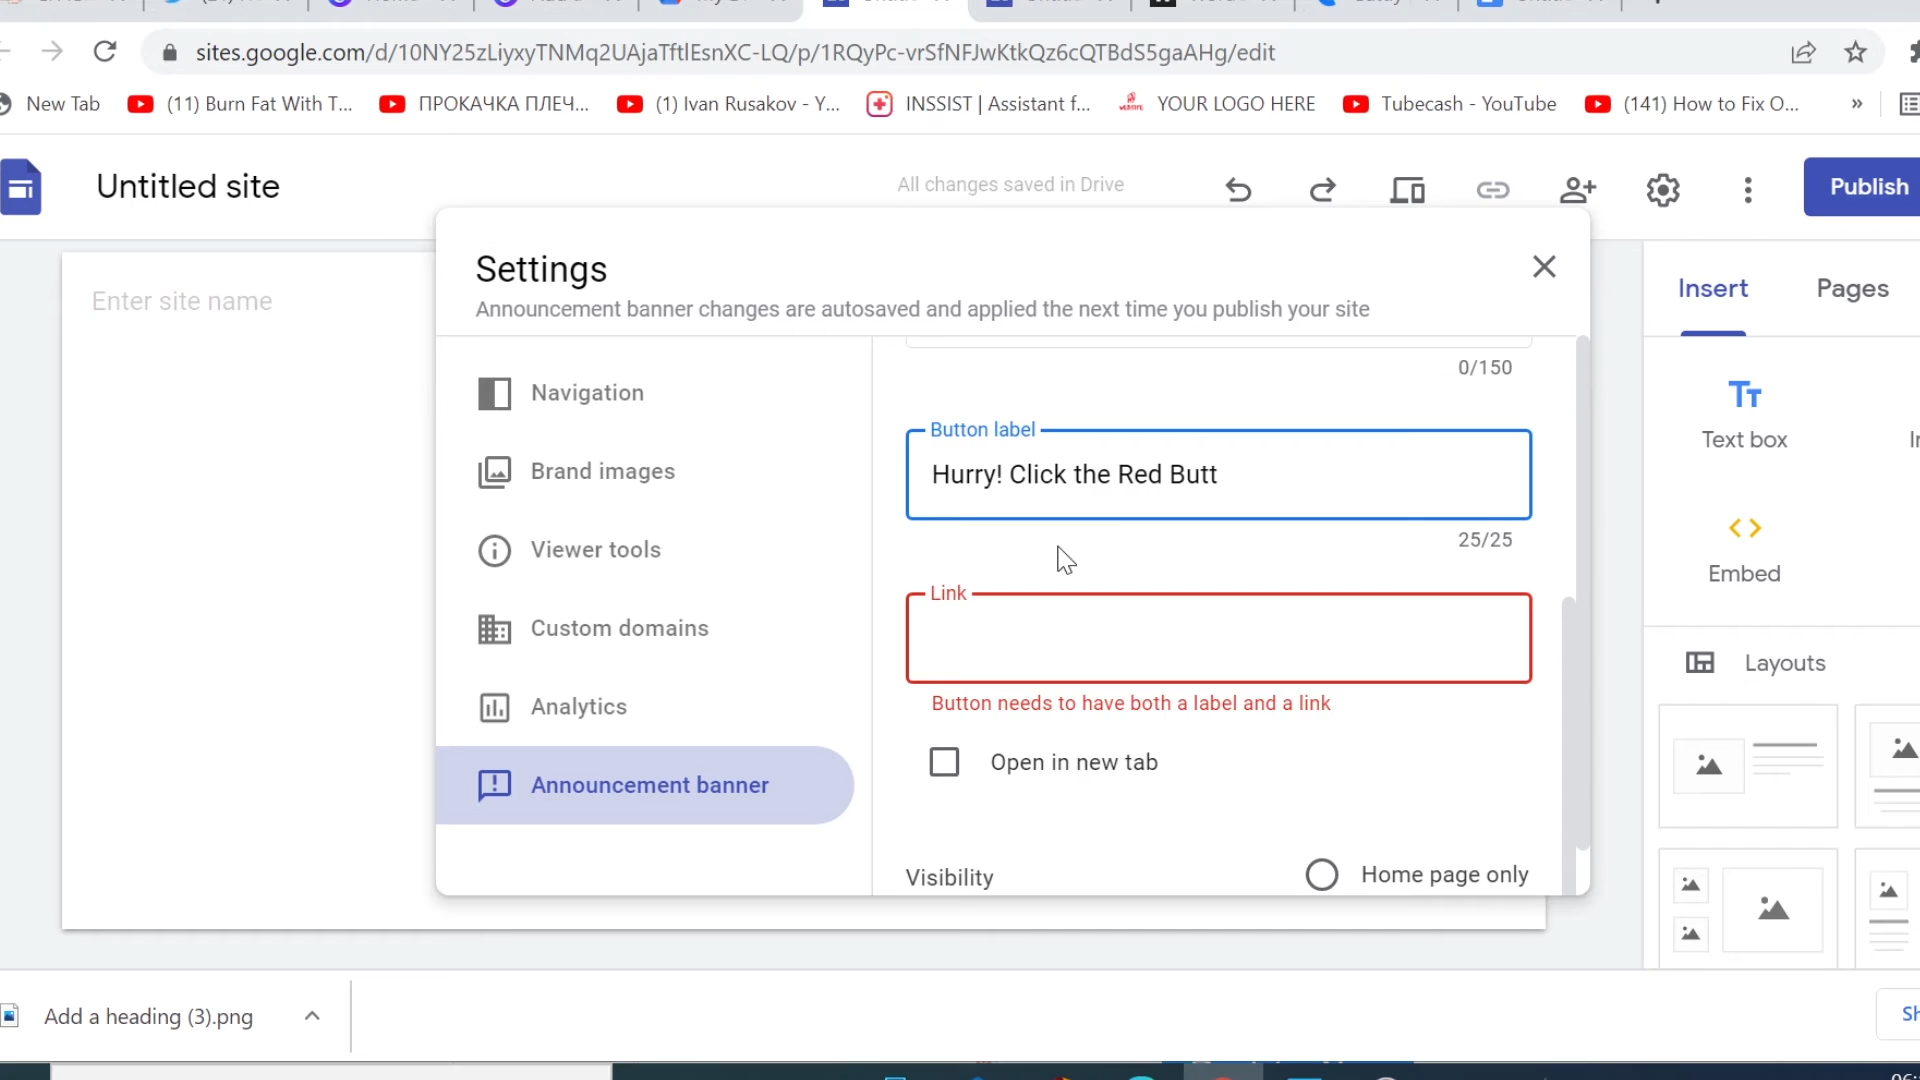 sites.google.com/d/10NY25zLiyxyTNMq2UAjaTftlEsnXC-LQ/p/1RQyPc-vrSfNFJwKtkQz6cQTBdS5gaAHg/edit
New Tab (11) Burn Fat With T... ПРОКАЧКА ПЛЕЧ... (1) Ivan Rusakov - Y... INSSIST | Assistant f... YOUR LOGO HERE Tubecash - YouTube (141) How to Fix O... »
Untitled site All changes saved in Drive Publish
Enter site name
Settings
Announcement banner changes are autosaved and applied the next time you publish your site
Insert Pages
Navigation
Brand images
Viewer tools
Custom domains
Analytics
Announcement banner
0/150
Button label
Hurry! Click the Red Butt
25/25
Link
Button needs to have both a label and a link
Open in new tab
Visibility Home page only
Text box
Embed
Layouts
Add a heading (3).png